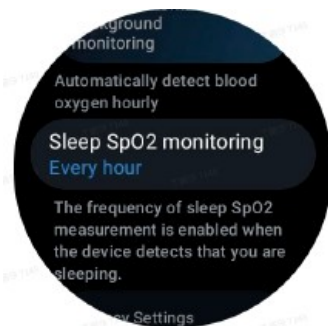 monitoring
Automatically detect blood
oxygen hourly
Sleep SpO2 monitoring
Every hour
The frequency of sleep SpO2
measurement is enabled when
the device detects that you are
sleeping.
Settings